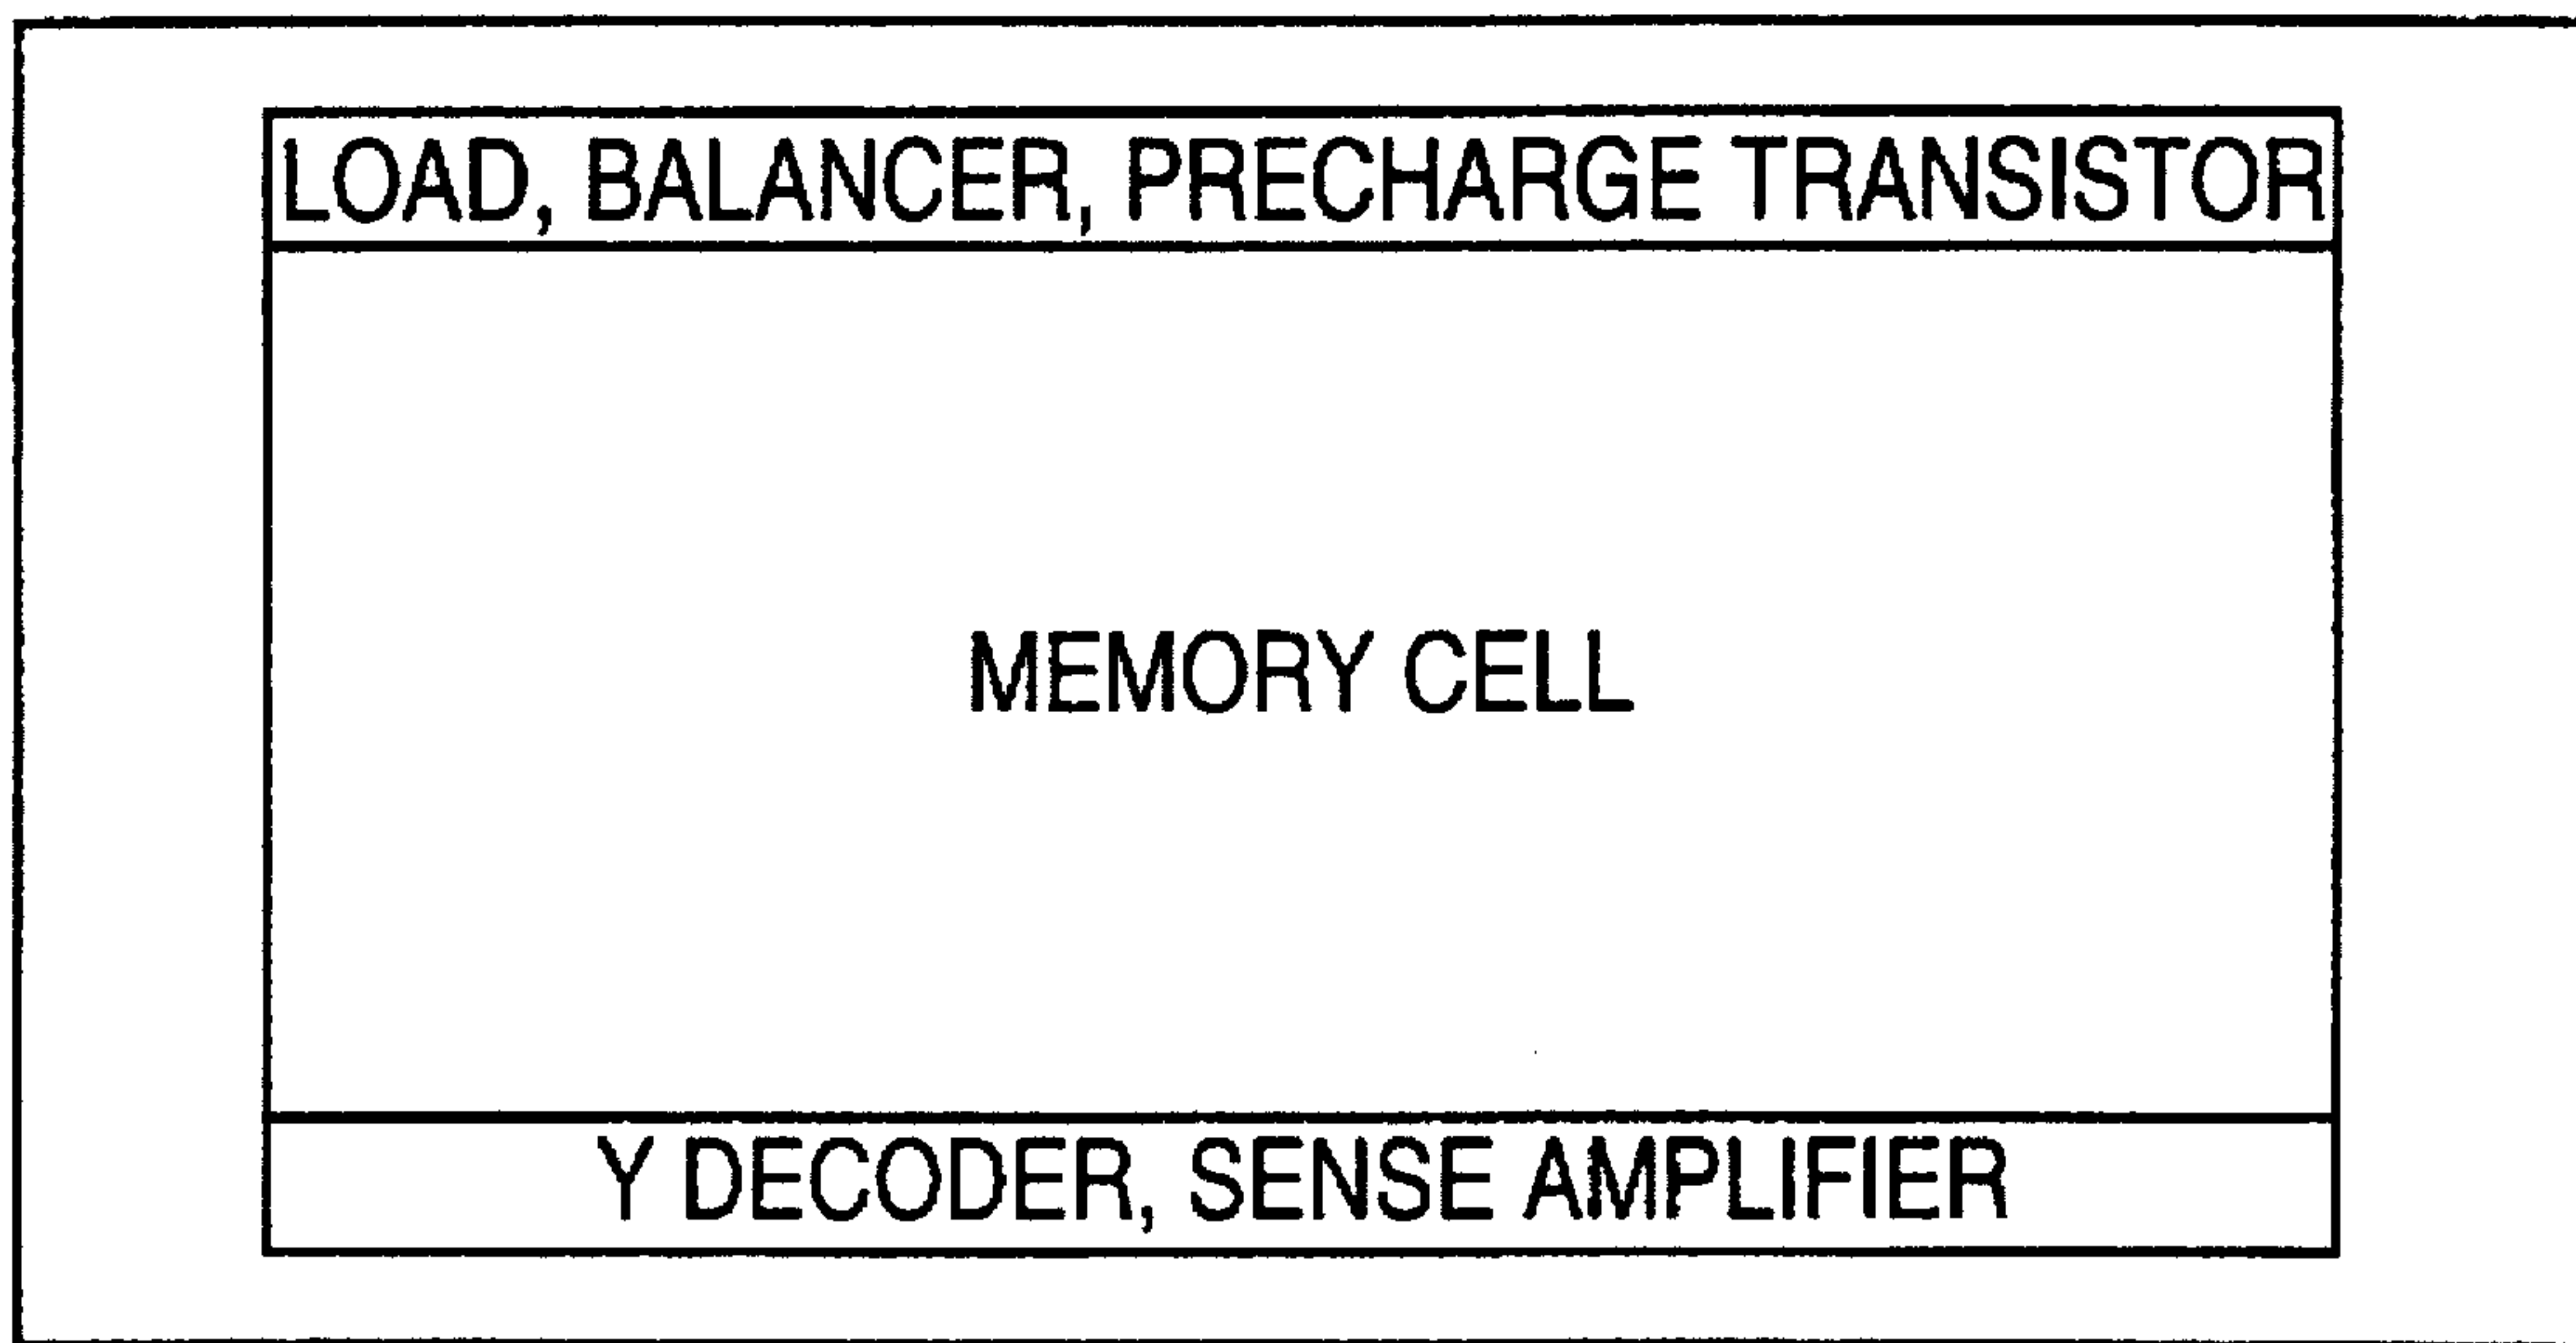 LOAD, BALANCER, PRECHARGE TRANSISTOR
MEMORY CELL
Y DECODER, SENSE AMPLIFIER